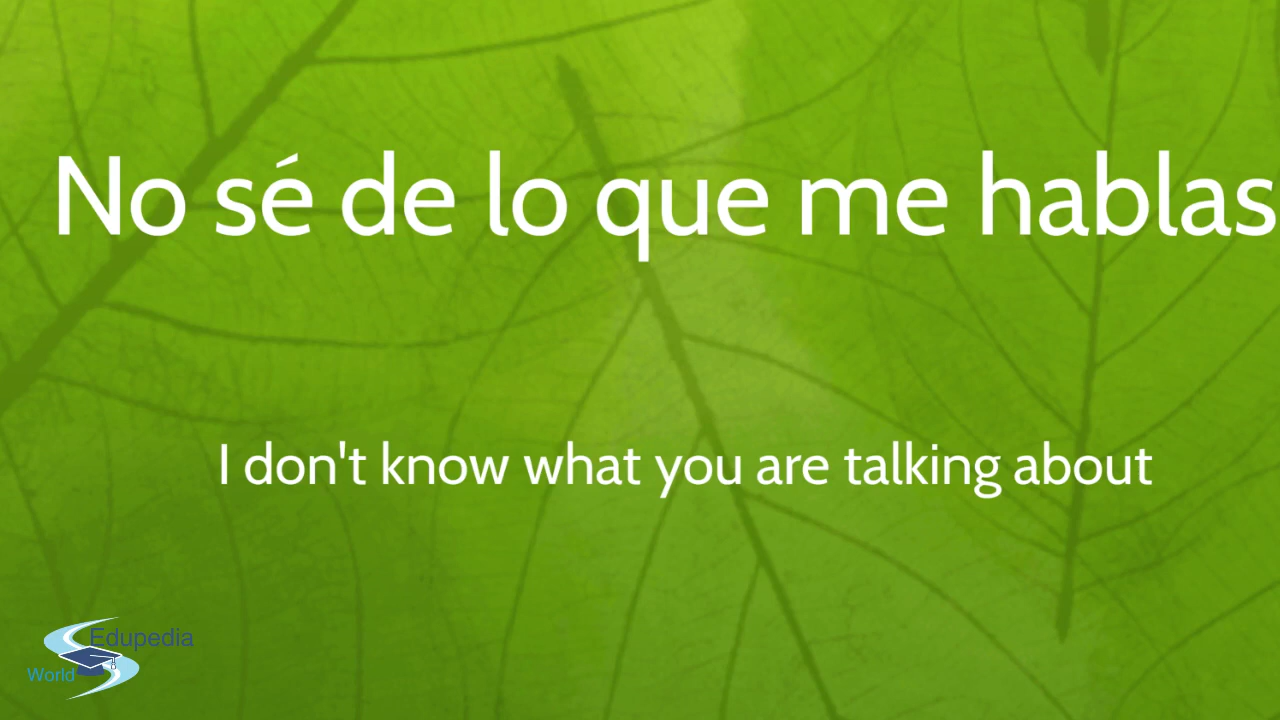 No sé de lo que me hablas
I don't know what you are talking about
Edupedia
World